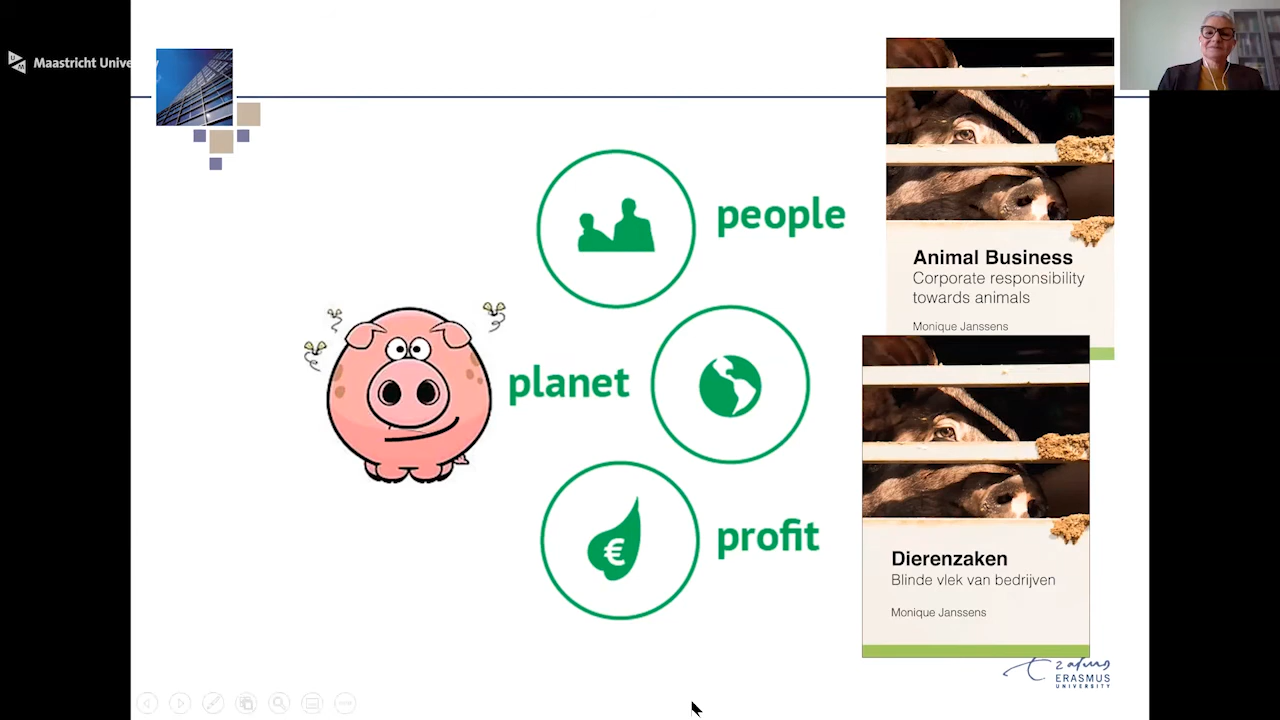 Maastricht Unive
people
planet
€
profit
Animal Business
Corporate responsibility
towards animals
Monique Janssens
Dierenzaken
Blinde vlek van bedrijven
Monique Janssens
Erasmus
ERASMUS
UNIVERSITY